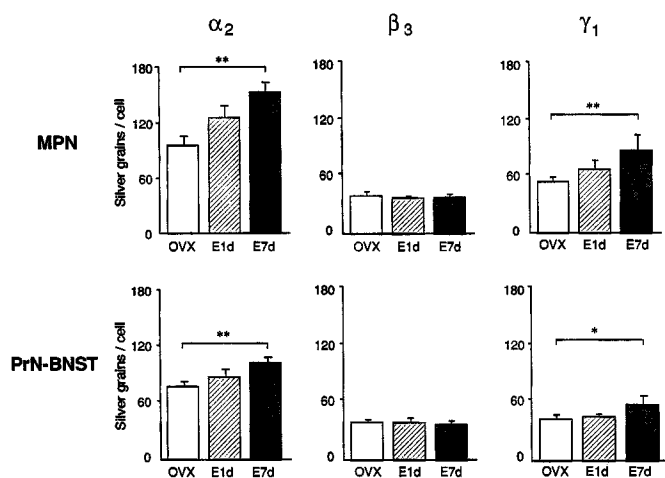 α2 β3 γ1
MPN
Silver grains / cell
180 120 60 0
**
OVX E1d E7d
180 120 60 0
OVX E1d E7d
180 120 60 0
**
OVX E1d E7d
PrN-BNST
Silver grains / cell
180 120 60 0
**
OVX E1d E7d
180 120 60 0
OVX E1d E7d
180 120 60 0
*
OVX E1d E7d